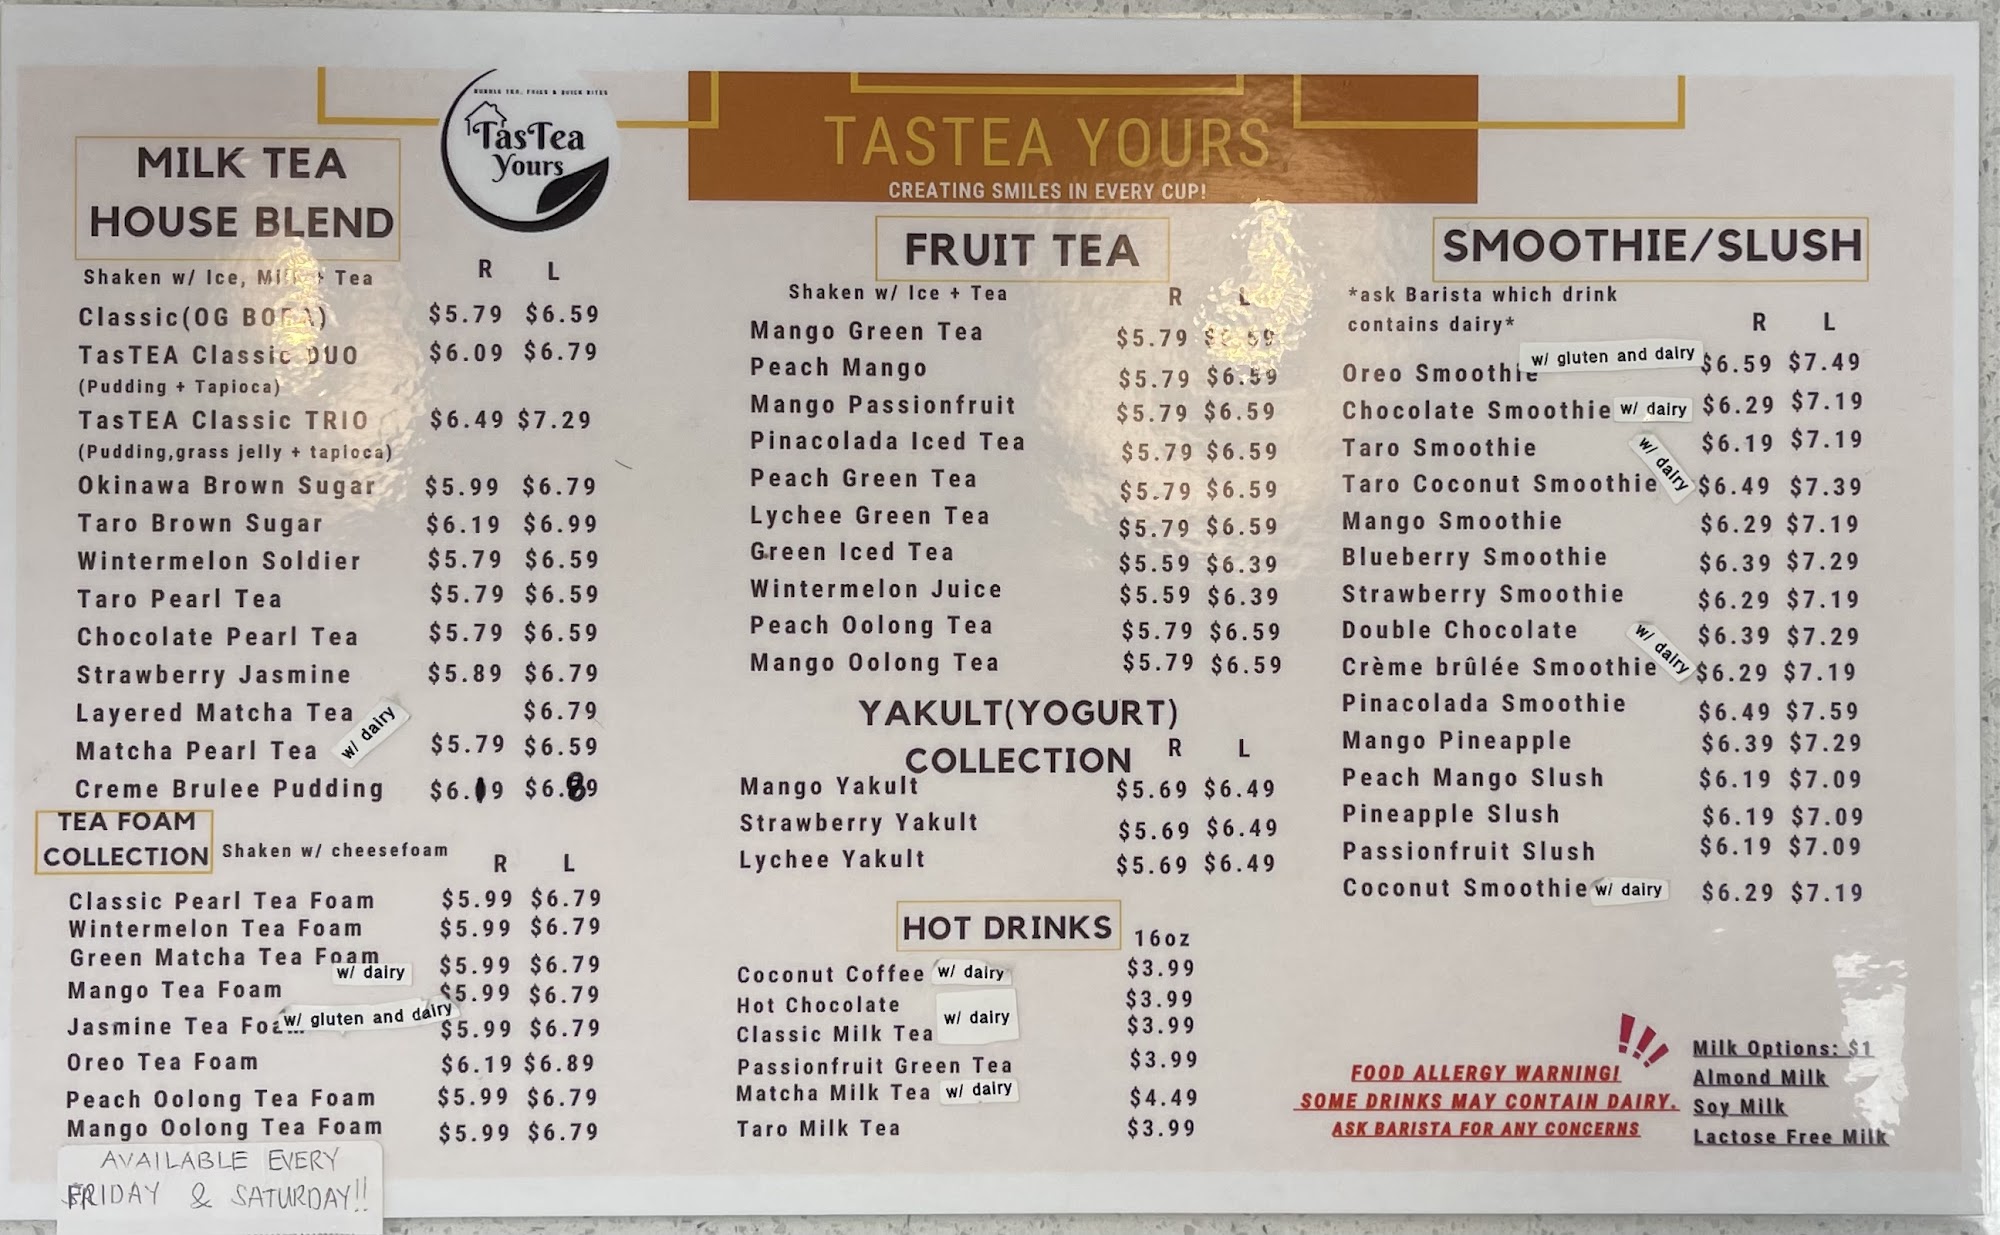 BUBBLE TEA, FRIES & QUICK BITES
TasTea
Yours
TASTEA YOURS
CREATING SMILES IN EVERY CUP!
MILK TEA
HOUSE BLEND
Shaken w/ Ice, Milk + Tea
R L
Classic(OG BOBA) $5.79 $6.59
TasTEA Classic DUO $6.09 $6.79
(Pudding + Tapioca)
TasTEA Classic TRIO $6.49 $7.29
(Pudding,grass jelly + tapioca)
Okinawa Brown Sugar $5.99 $6.79
Taro Brown Sugar $6.19 $6.99
Wintermelon Soldier $5.79 $6.59
Taro Pearl Tea $5.79 $6.59
Chocolate Pearl Tea $5.79 $6.59
Strawberry Jasmine $5.89 $6.79
Layered Matcha Tea $6.79
w/ dairy
Matcha Pearl Tea $5.79 $6.59
Creme Brulee Pudding $6.19 $6.89
TEA FOAM
COLLECTION
Shaken w/ cheesefoam
R L
Classic Pearl Tea Foam $5.99 $6.79
Wintermelon Tea Foam $5.99 $6.79
Green Matcha Tea Foam $5.99 $6.79
w/ dairy
Mango Tea Foam $5.99 $6.79
w/ gluten and dairy
Jasmine Tea Foam $5.99 $6.79
Oreo Tea Foam $6.19 $6.89
Peach Oolong Tea Foam $5.99 $6.79
Mango Oolong Tea Foam $5.99 $6.79
AVAILABLE EVERY
FRIDAY & SATURDAY!!
FRUIT TEA
Shaken w/ Ice + Tea
R L
Mango Green Tea $5.79 $6.59
Peach Mango $5.79 $6.59
Mango Passionfruit $5.79 $6.59
Pinacolada Iced Tea $5.79 $6.59
Peach Green Tea $5.79 $6.59
Lychee Green Tea $5.79 $6.59
Green Iced Tea $5.59 $6.39
Wintermelon Juice $5.59 $6.39
Peach Oolong Tea $5.79 $6.59
Mango Oolong Tea $5.79 $6.59
YAKULT(YOGURT)
COLLECTION
R L
Mango Yakult $5.69 $6.49
Strawberry Yakult $5.69 $6.49
Lychee Yakult $5.69 $6.49
HOT DRINKS
16oz
Coconut Coffee w/ dairy $3.99
Hot Chocolate $3.99
w/ dairy
Classic Milk Tea $3.99
Passionfruit Green Tea $3.99
Matcha Milk Tea w/ dairy $4.49
Taro Milk Tea $3.99
SMOOTHIE/SLUSH
*ask Barista which drink
contains dairy*
R L
Oreo Smoothie w/ gluten and dairy $6.59 $7.49
Chocolate Smoothie w/ dairy $6.29 $7.19
Taro Smoothie $6.19 $7.19
w/ dairy
Taro Coconut Smoothie $6.49 $7.39
Mango Smoothie $6.29 $7.19
Blueberry Smoothie $6.39 $7.29
Strawberry Smoothie $6.29 $7.19
Double Chocolate $6.39 $7.29
w/ dairy
Crème brûlée Smoothie $6.29 $7.19
Pinacolada Smoothie $6.49 $7.59
Mango Pineapple $6.39 $7.29
Peach Mango Slush $6.19 $7.09
Pineapple Slush $6.19 $7.09
Passionfruit Slush $6.19 $7.09
Coconut Smoothie w/ dairy $6.29 $7.19
!!!
FOOD ALLERGY WARNING!
SOME DRINKS MAY CONTAIN DAIRY.
ASK BARISTA FOR ANY CONCERNS
Milk Options: $1
Almond Milk
Soy Milk
Lactose Free Milk